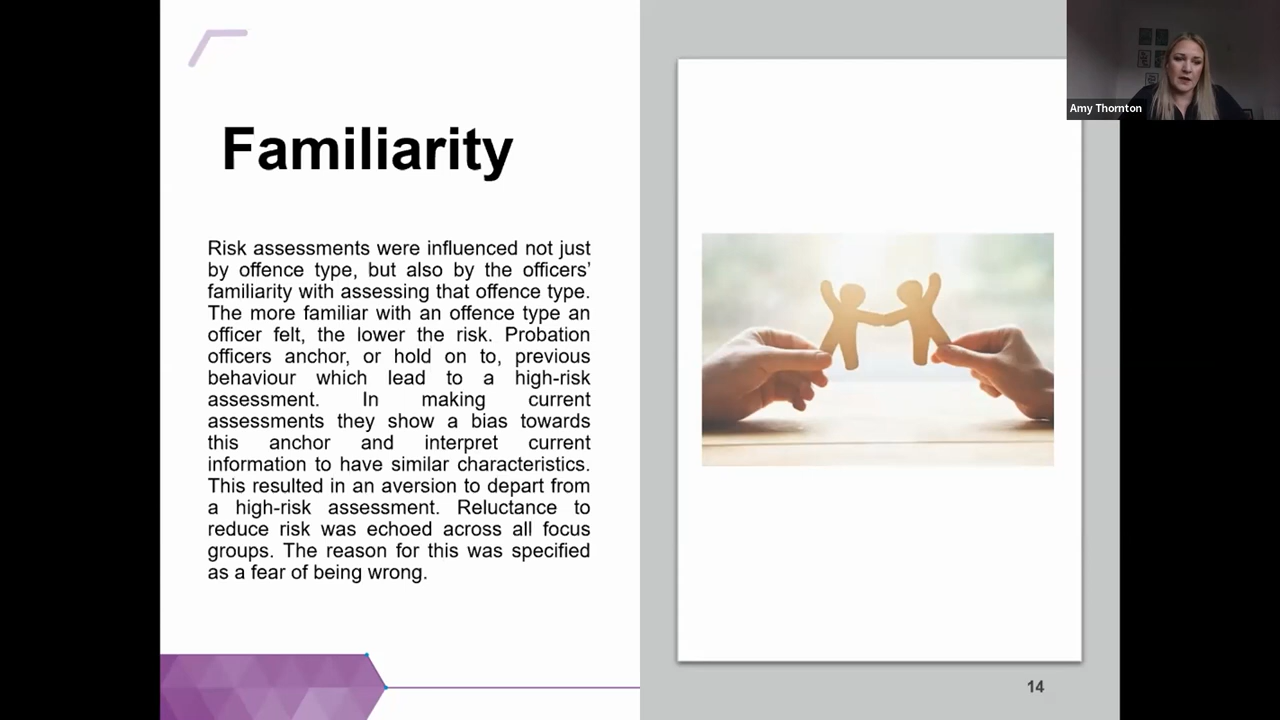 Amy Thornton
Familiarity
Risk assessments were influenced not just
by offence type, but also by the officers’
familiarity with assessing that offence type.
The more familiar with an offence type an
officer felt, the lower the risk. Probation
officers anchor, or hold on to, previous
behaviour which lead to a high-risk
assessment. In making current
assessments they show a bias towards
this anchor and interpret current
information to have similar characteristics.
This resulted in an aversion to depart from
a high-risk assessment. Reluctance to
reduce risk was echoed across all focus
groups. The reason for this was specified
as a fear of being wrong.
14